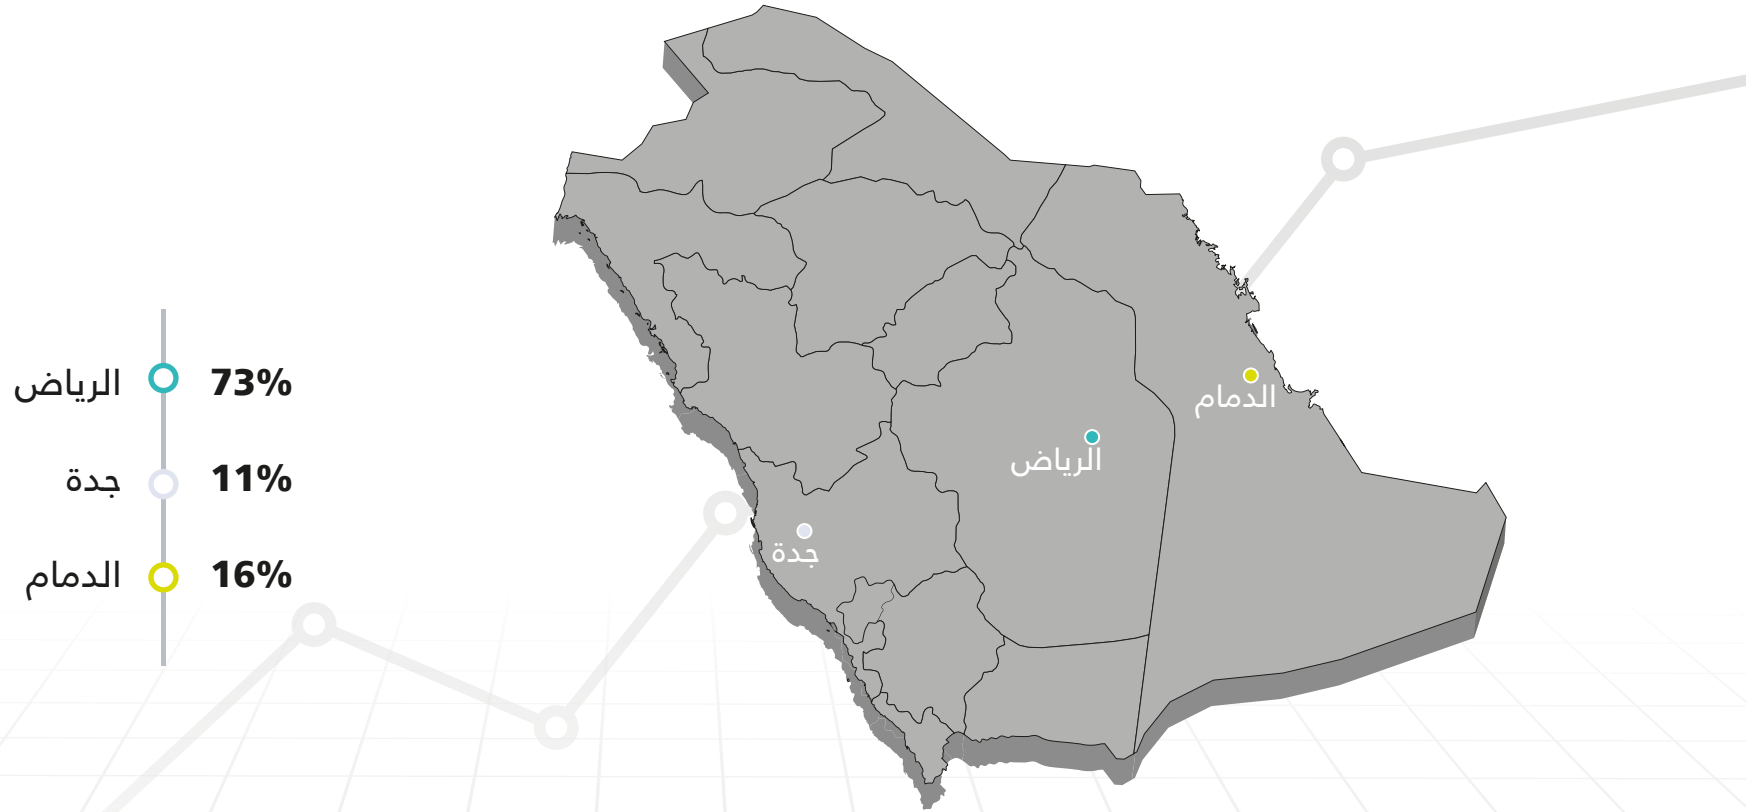 الرياض 73%
جدة 11%
الدمام 16%
الدمام
الرياض
جدة